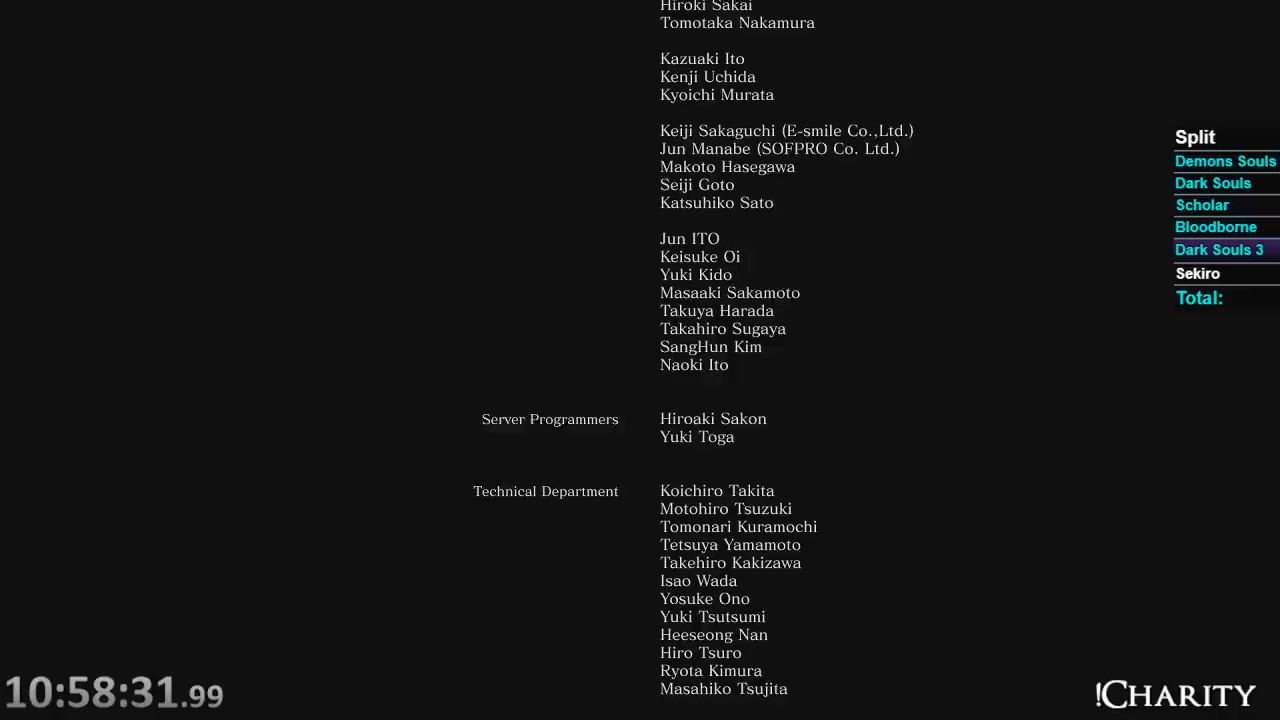 Hiroki Sakai
Tomotaka Nakamura
Kazuaki Ito
Kenji Uchida
Kyoichi Murata
Keiji Sakaguchi (E-smile Co.,Ltd.)
Jun Manabe (SOFPRO Co. Ltd.)
Makoto Hasegawa
Seiji Goto
Katsuhiko Sato
Jun ITO
Keisuke Oi
Yuki Kido
Masaaki Sakamoto
Takuya Harada
Takahiro Sugaya
SangHun Kim
Naoki Ito
Server Programmers Hiroaki Sakon
Yuki Toga
Technical Department Koichiro Takita
Motohiro Tsuzuki
Tomonari Kuramochi
Tetsuya Yamamoto
Takehiro Kakizawa
Isao Wada
Yosuke Ono
Yuki Tsutsumi
Heeseong Nan
Hiro Tsuro
Ryota Kimura
Masahiko Tsujita
Split
Demons Souls
Dark Souls
Scholar
Bloodborne
Dark Souls 3
Sekiro
Total:
10:58:31.99
!CHARITY